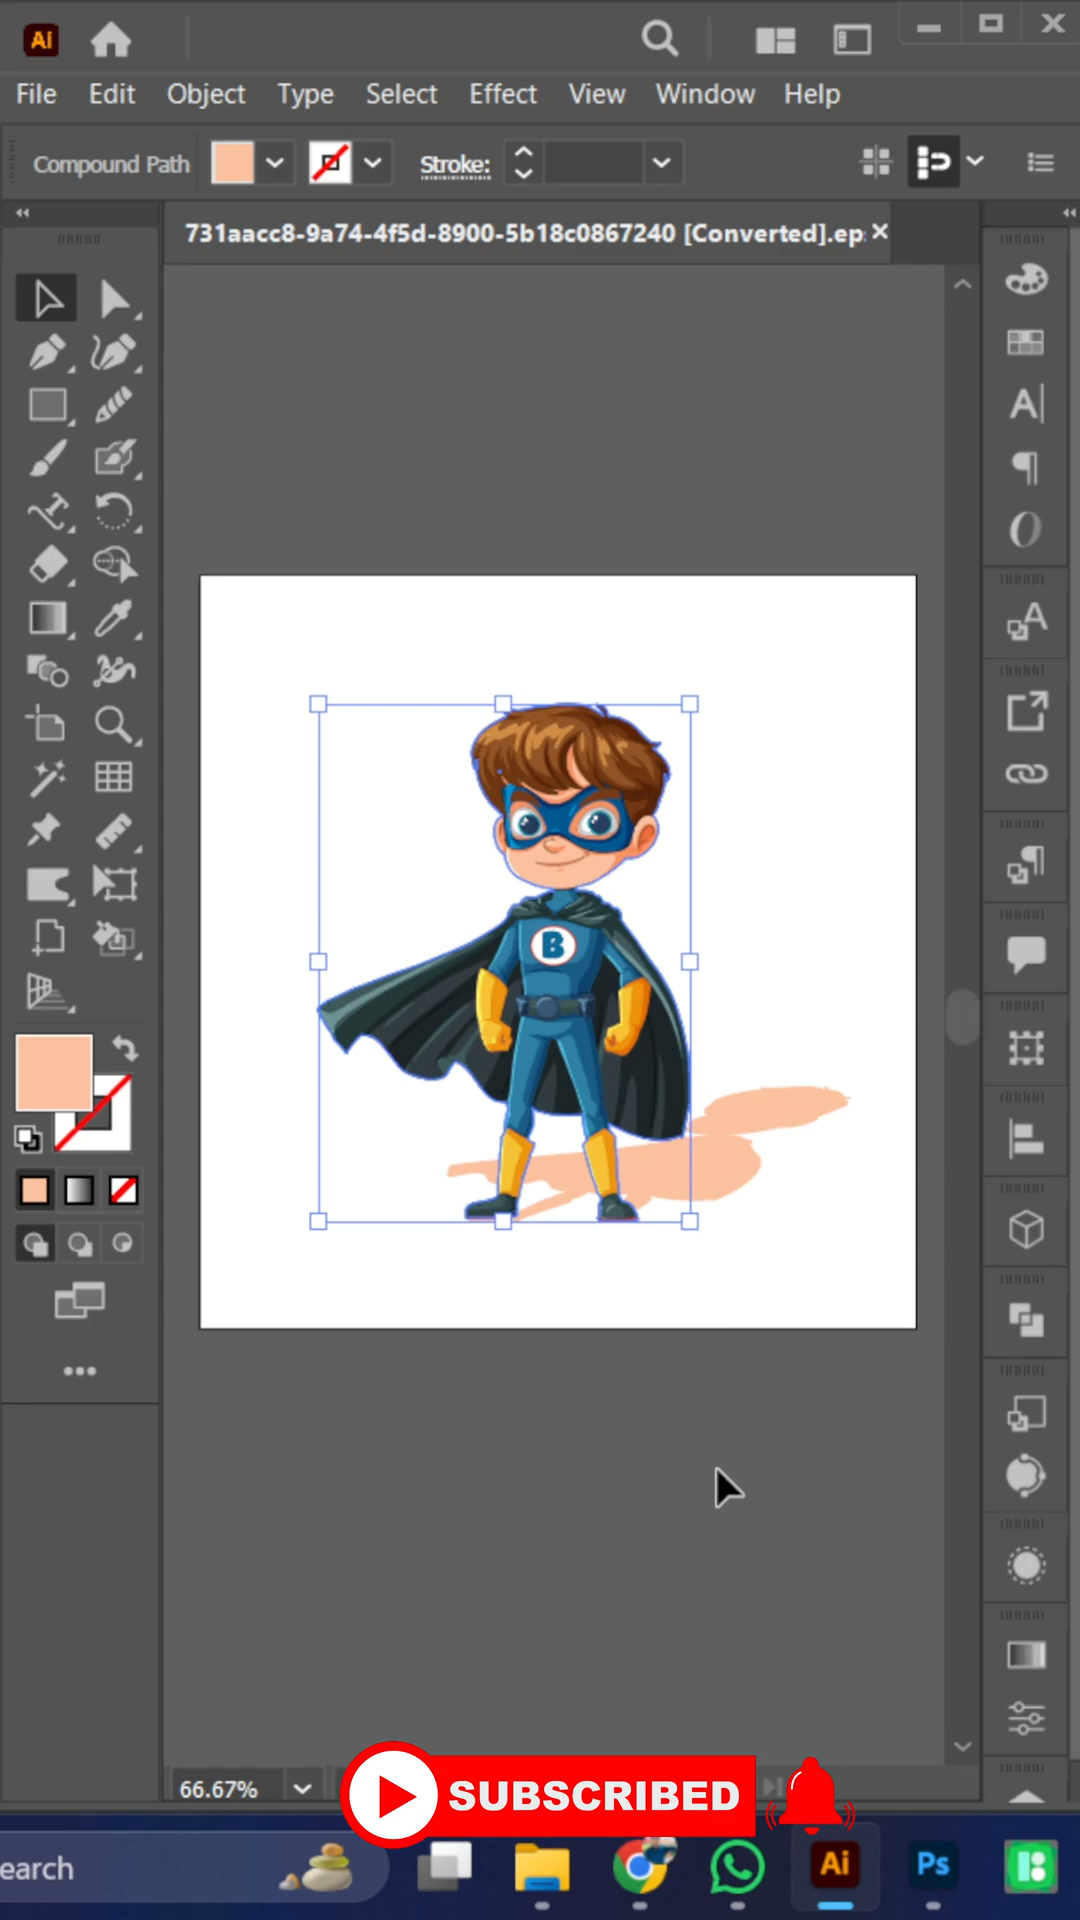 Ai
File Edit Object Type Select Effect View Window Help
Compound Path Stroke:
731aacc8-9a74-4f5d-8900-5b18c0867240 [Converted].ep
B
66.67%
SUBSCRIBED
earch
Ai Ps